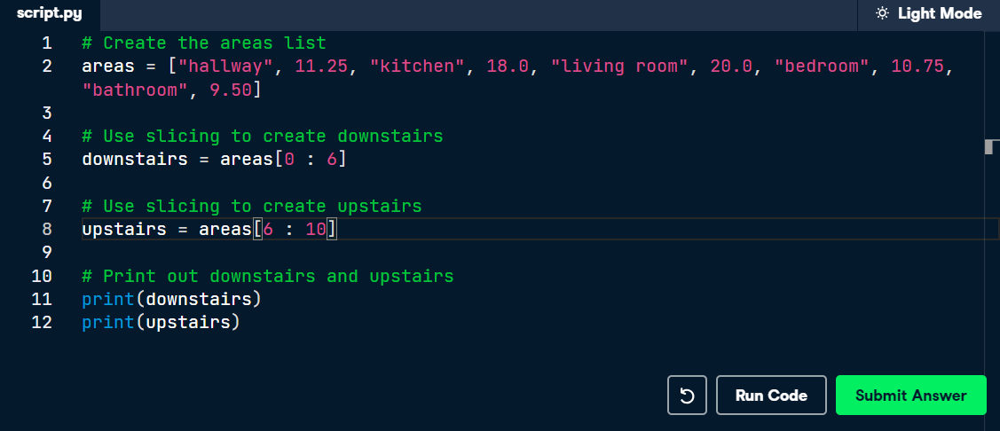 script.py
Light Mode
1 # Create the areas list
2 areas = ["hallway", 11.25, "kitchen", 18.0, "living room", 20.0, "bedroom", 10.75,
"bathroom", 9.50]
3
4 # Use slicing to create downstairs
5 downstairs = areas[0 : 6]
6
7 # Use slicing to create upstairs
8 upstairs = areas[6 : 10]
9
10 # Print out downstairs and upstairs
11 print(downstairs)
12 print(upstairs)
Run Code
Submit Answer